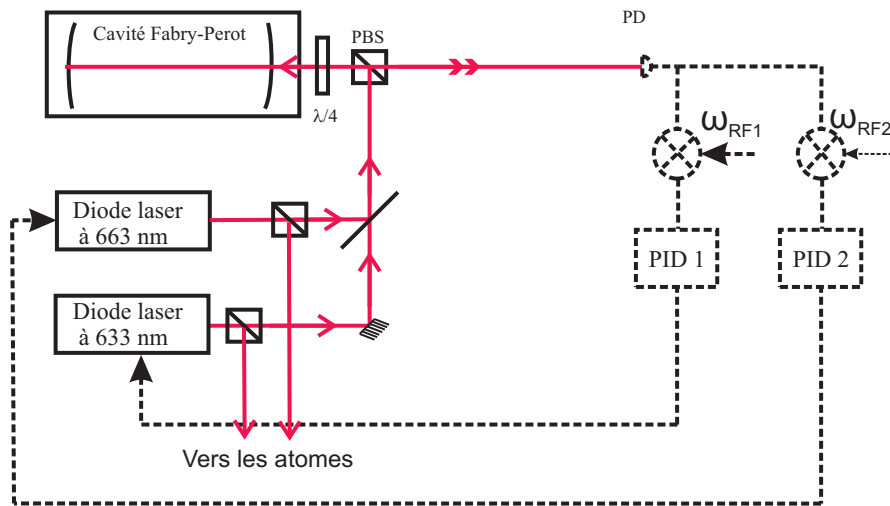 Cavité Fabry-Perot
PBS
PD
λ/4
ω_RF1
ω_RF2
Diode laser
à 663 nm
PID 1
PID 2
Diode laser
à 633 nm
Vers les atomes